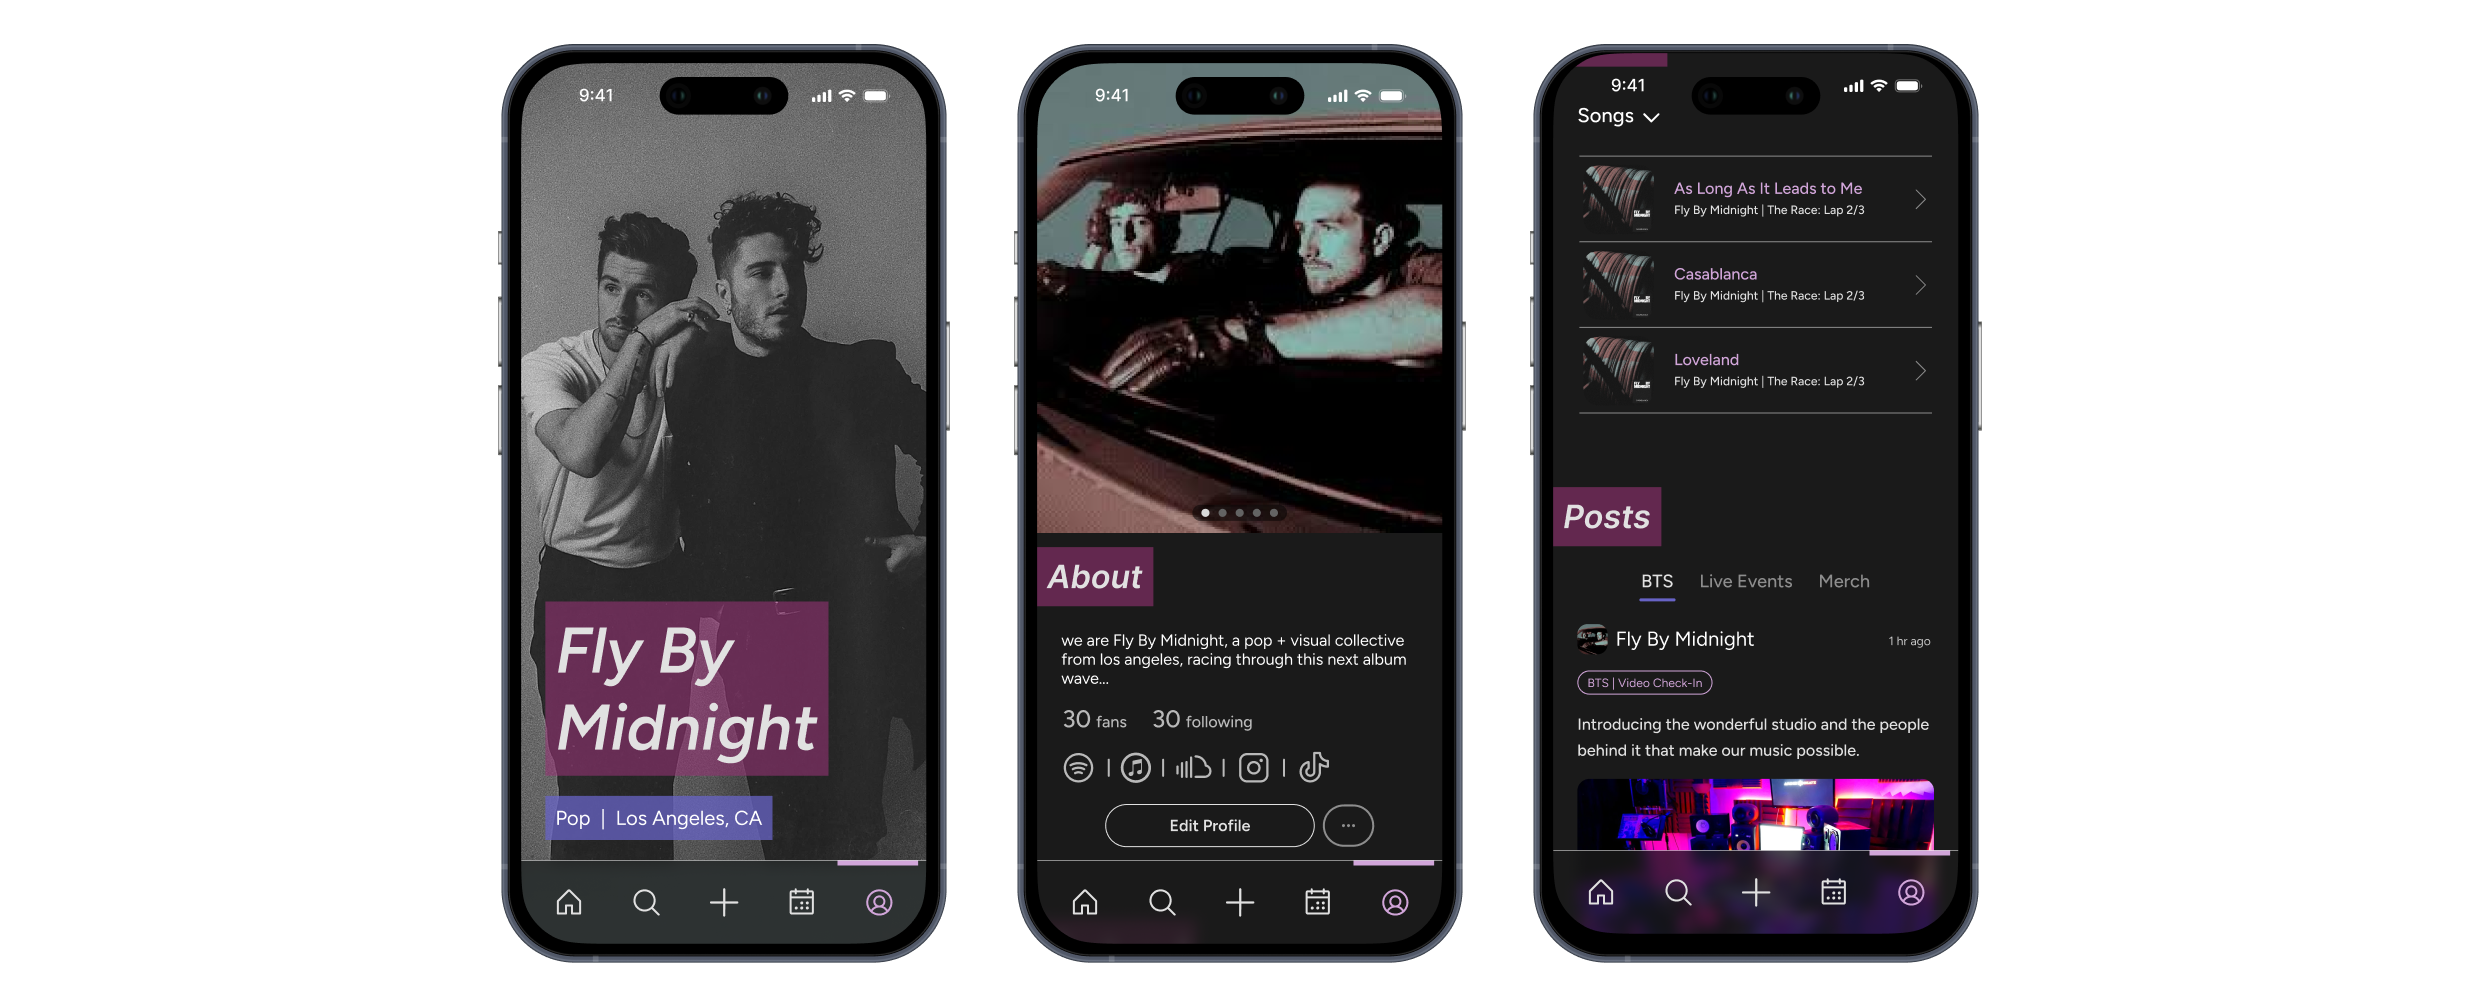 9:41
Fly By
Midnight
Pop | Los Angeles, CA
9:41
About
we are Fly By Midnight, a pop + visual collective
from los angeles, racing through this next album
wave...
30 fans 30 following
Edit Profile
9:41
Songs
As Long As It Leads to Me
Fly By Midnight | The Race: Lap 2/3
Casablanca
Fly By Midnight | The Race: Lap 2/3
Loveland
Fly By Midnight | The Race: Lap 2/3
Posts
BTS Live Events Merch
Fly By Midnight 1 hr ago
BTS | Video Check-In
Introducing the wonderful studio and the people
behind it that make our music possible.